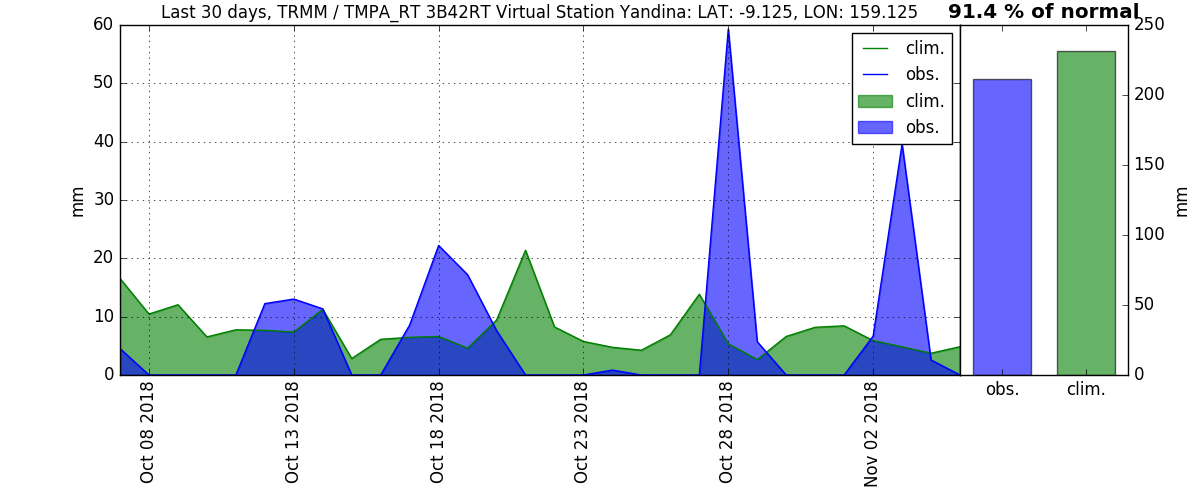 Last 30 days, TRMM / TMPA_RT 3B42RT Virtual Station Yandina: LAT: -9.125, LON: 159.125
91.4 % of normal
60
50
40
30
20
10
0
mm
clim.
obs.
clim.
obs.
250
200
150
100
50
0
mm
obs.
clim.
Oct 08 2018
Oct 13 2018
Oct 18 2018
Oct 23 2018
Oct 28 2018
Nov 02 2018